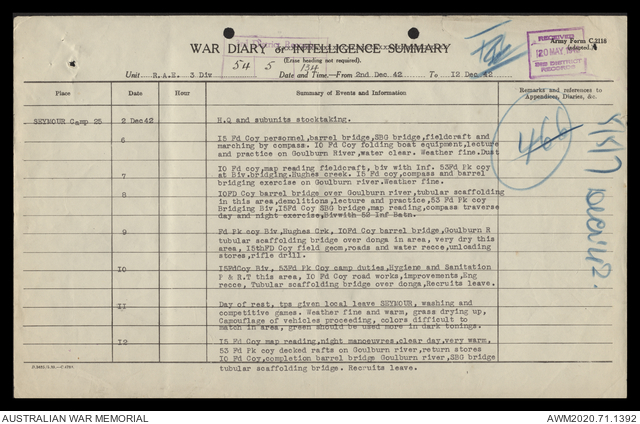 WAR DIARY or INTELLIGENCE SUMMARY
Army Form C.2118
(Erase heading not required).
54 5 134
RECEIVED
20 MAY
3RD DISTRICT
RECORDS
Unit R.A.E. 3 Div Date and Time.—From 2nd Dec. 42 To 12 Dec. 42
Place Date Hour Summary of Events and Information Remarks and references to
Appendices, Diaries, &c.
SEYMOUR Camp 25 2 Dec42 H.Q and subunits stocktaking.
6 15 Fd Coy personnel, barrel bridge, SBG bridge, fieldcraft and
marching by compass. 10 Fd Coy folding boat equipment, lecture
and practice on Goulburn River, water clear. Weather fine.
10 Fd coy, map reading fieldcraft, biv with Inf. 53Fd Pk coy
7 at Biv. bridging. Hughes creek. 15 Fd coy, compass and barrel
bridging exercise on Goulburn river. Weather fine.
8 10FD Coy barrel bridge over Goulburn river, tubular scaffolding
in this area, demolitions, lecture and practice, 53 Fd Pk coy
Bridging Biv, 15Fd Coy SBG bridge, map reading, compass traverse
day and night exercise, Biv with 52 Inf Batn.
9 Fd Pk coy Biv, Hughes Crk, 10Fd Coy barrel bridge, Goulburn R
tubular scaffolding bridge over donga in area, very dry this
area, 15thFD Coy field geom, roads and water recce, unloading
stores, rifle drill.
10 15FdCoy Biv, 53Fd Pk Coy camp duties, Hygiene and Sanitation
P & R.T this area, 10 Fd Coy road works, improvements, Eng
recce, Tubular scaffolding bridge over donga, Recruits leave.
11 Day of rest, tps given local leave SEYMOUR, washing and
competitive games. Weather fine and warm, grass drying up,
Camouflage of vehicles proceeding, colors difficult to
match in area, green should be used more in dark tonings.
12 15 Fd Coy map reading, night manoeuvres, clear day, very warm,
53 Fd Pk coy decked rafts on Goulburn river, return stores
10 Fd Coy, completion barrel bridge Goulburn river, SBG bridge
tubular scaffolding bridge. Recruits leave.
460
AUSTRALIAN WAR MEMORIAL AWM2020.71.1392